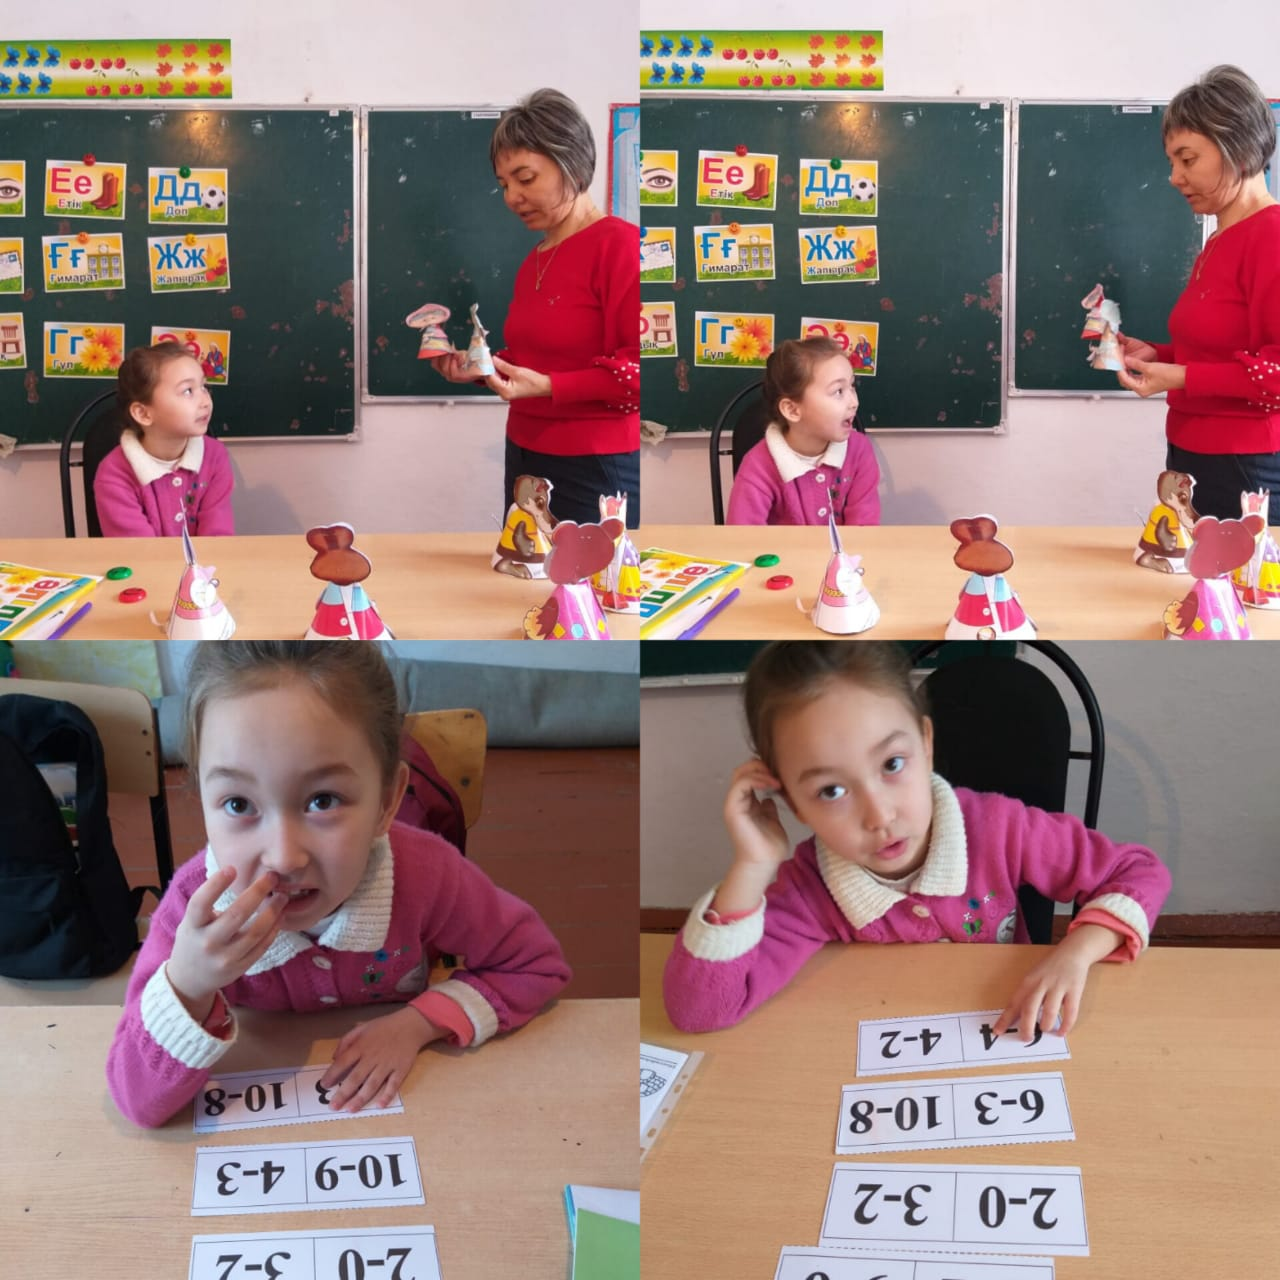 Ее
Етік
Дд
Доп
Ғғ
Ғимарат
Жж
Жапырақ
Гг
Гүл
Ее
Етік
Дд
Доп
Ғғ
Ғимарат
Жж
Жапырақ
Гг
Гүл
10-8
10-9 4-3
2-0 3-2
6-4 4-2
6-3 10-8
2-0 3-2